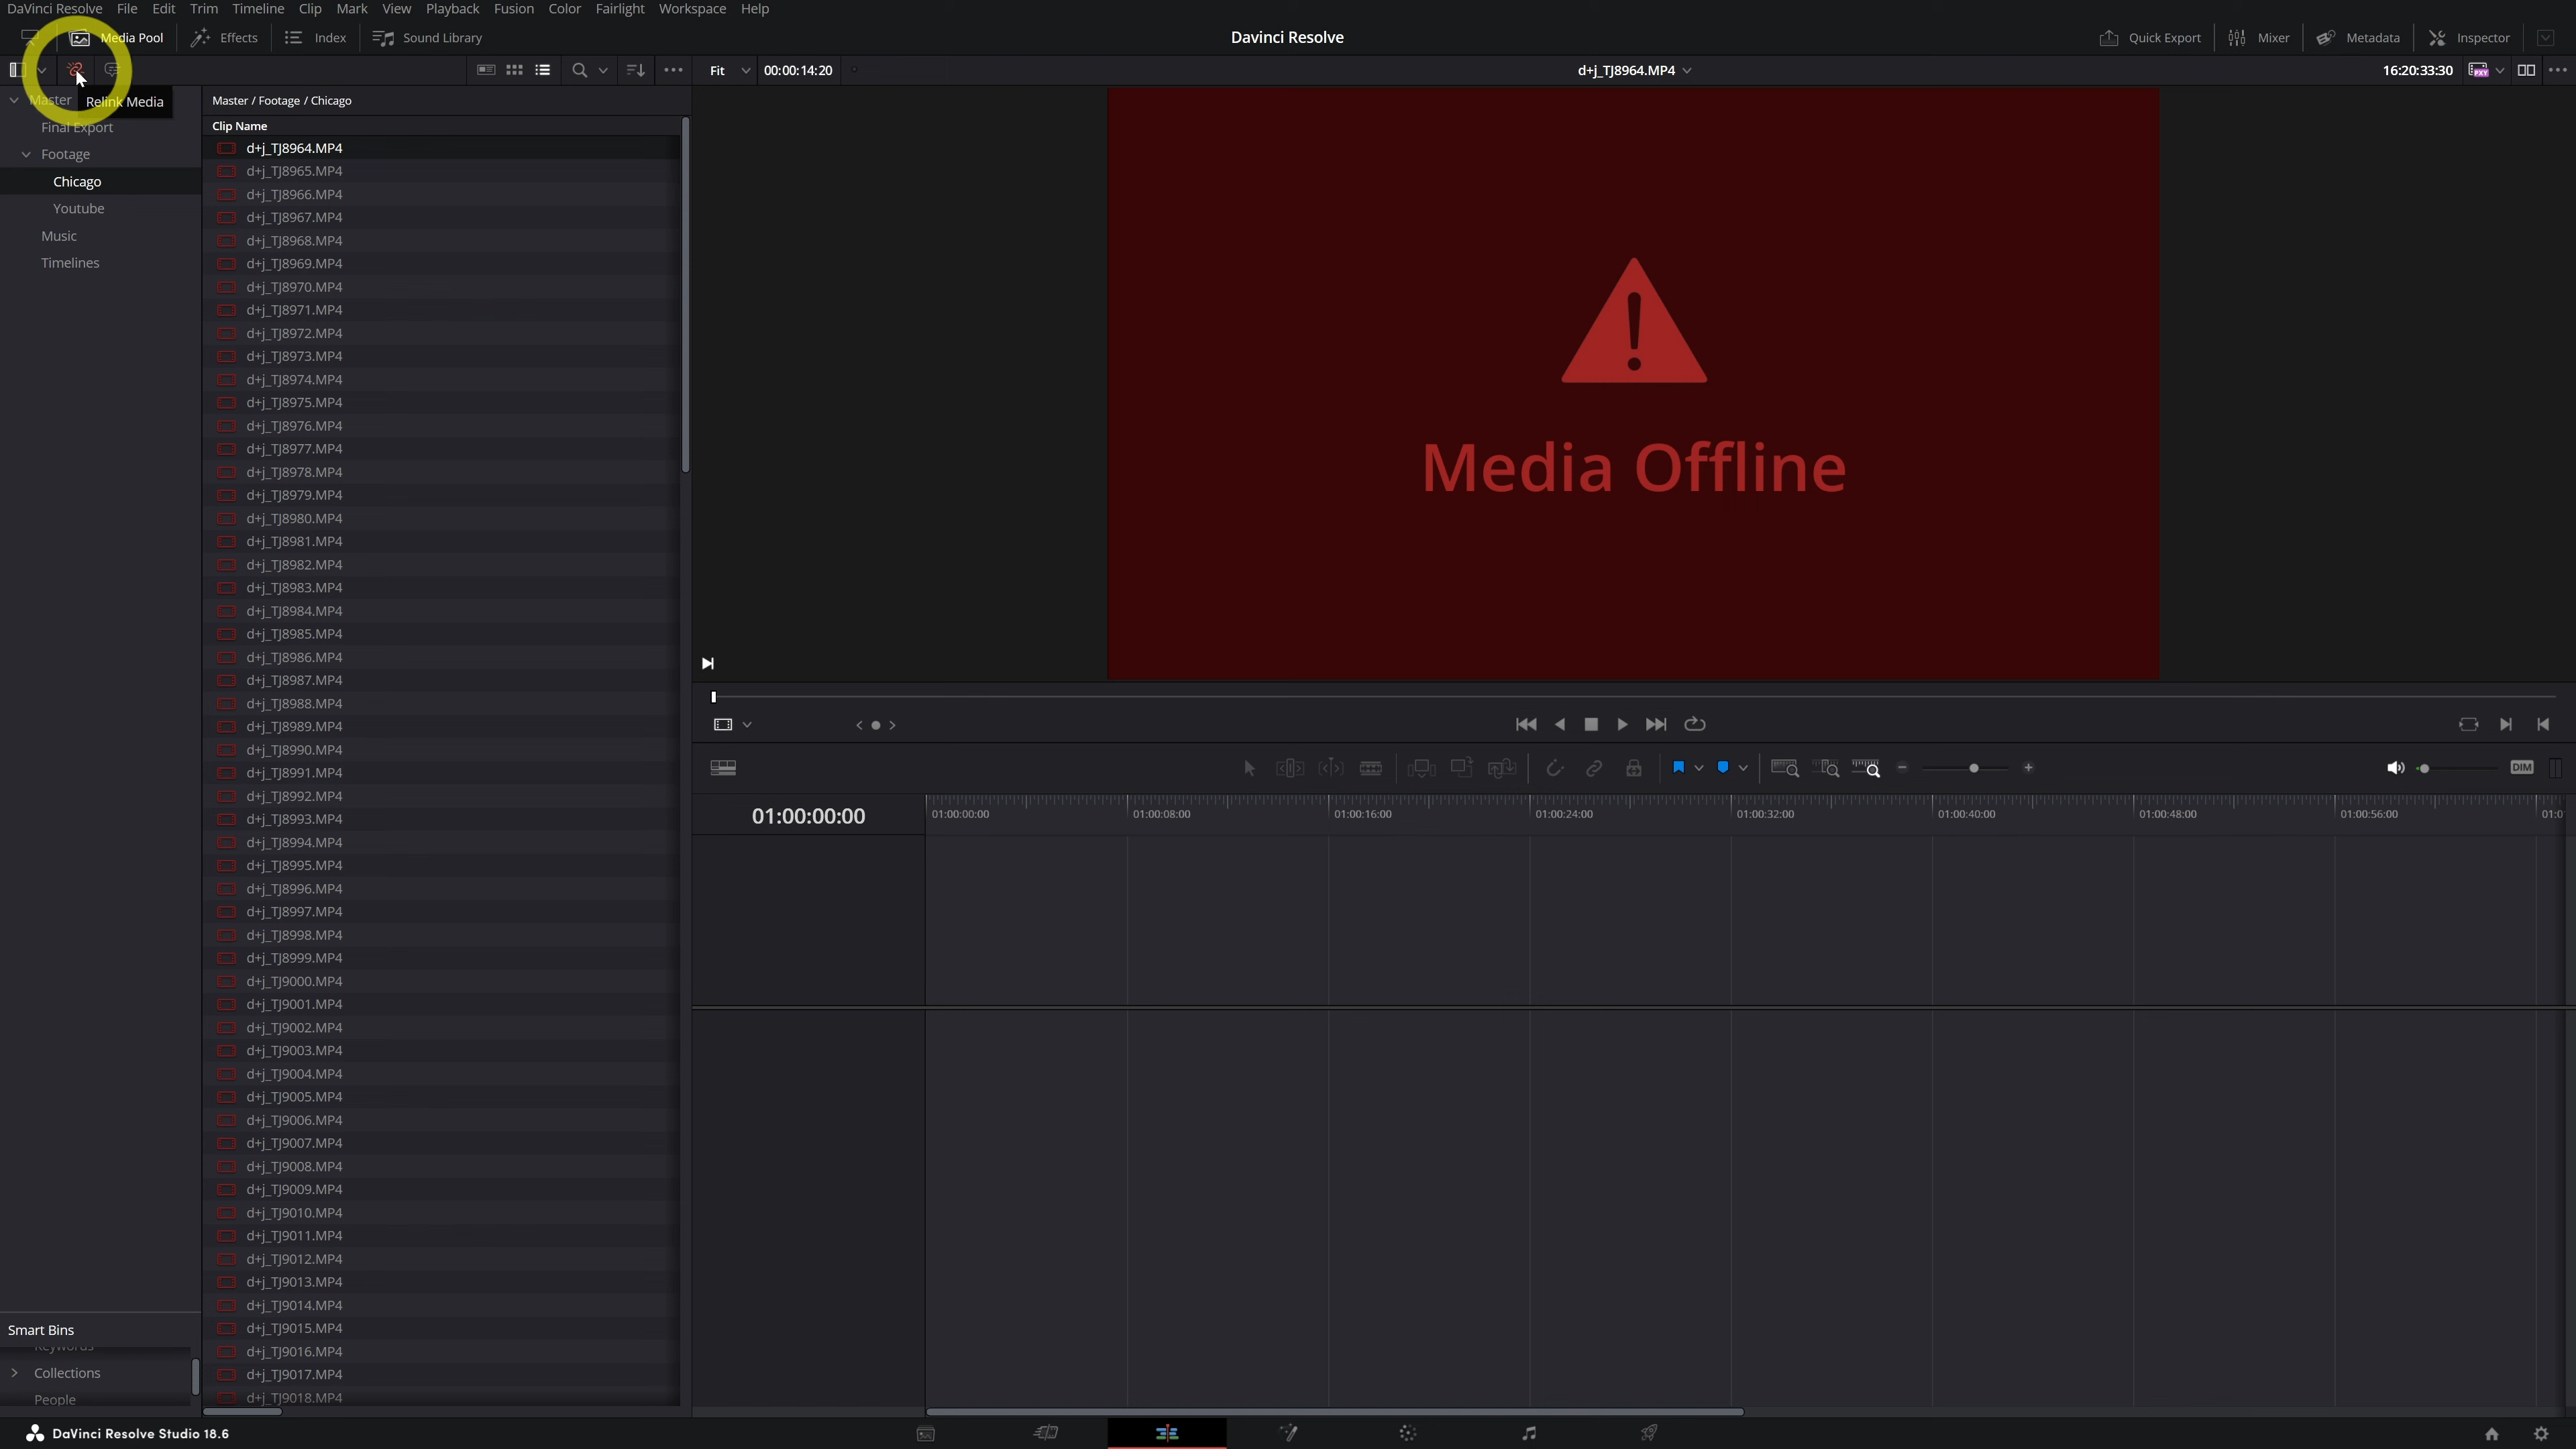 DaVinci Resolve File Edit Trim Timeline Clip Mark View Playback Fusion Color Fairlight Workspace Help
Media Pool Effects Index Sound Library Davinci Resolve Quick Export Mixer Metadata Inspector
Fit 00:00:14:20 d+j_TJ8964.MP4 16:20:33:30 PXY
Master
Relink Media
Final Export
Footage
Chicago
Youtube
Music
Timelines
Master / Footage / Chicago
Clip Name
d+j_TJ8964.MP4
d+j_TJ8965.MP4
d+j_TJ8966.MP4
d+j_TJ8967.MP4
d+j_TJ8968.MP4
d+j_TJ8969.MP4
d+j_TJ8970.MP4
d+j_TJ8971.MP4
d+j_TJ8972.MP4
d+j_TJ8973.MP4
d+j_TJ8974.MP4
d+j_TJ8975.MP4
d+j_TJ8976.MP4
d+j_TJ8977.MP4
d+j_TJ8978.MP4
d+j_TJ8979.MP4
d+j_TJ8980.MP4
d+j_TJ8981.MP4
d+j_TJ8982.MP4
d+j_TJ8983.MP4
d+j_TJ8984.MP4
d+j_TJ8985.MP4
d+j_TJ8986.MP4
d+j_TJ8987.MP4
d+j_TJ8988.MP4
d+j_TJ8989.MP4
d+j_TJ8990.MP4
d+j_TJ8991.MP4
d+j_TJ8992.MP4
d+j_TJ8993.MP4
d+j_TJ8994.MP4
d+j_TJ8995.MP4
d+j_TJ8996.MP4
d+j_TJ8997.MP4
d+j_TJ8998.MP4
d+j_TJ8999.MP4
d+j_TJ9000.MP4
d+j_TJ9001.MP4
d+j_TJ9002.MP4
d+j_TJ9003.MP4
d+j_TJ9004.MP4
d+j_TJ9005.MP4
d+j_TJ9006.MP4
d+j_TJ9007.MP4
d+j_TJ9008.MP4
d+j_TJ9009.MP4
d+j_TJ9010.MP4
d+j_TJ9011.MP4
d+j_TJ9012.MP4
d+j_TJ9013.MP4
d+j_TJ9014.MP4
d+j_TJ9015.MP4
d+j_TJ9016.MP4
d+j_TJ9017.MP4
d+j_TJ9018.MP4
Media Offline
DIM
01:00:00:00
01:00:00:00 01:00:08:00 01:00:16:00 01:00:24:00 01:00:32:00 01:00:40:00 01:00:48:00 01:00:56:00 01:0
Smart Bins
Keywords
Collections
People
DaVinci Resolve Studio 18.6